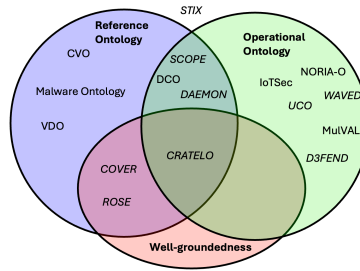 STIX
Reference
Ontology
Operational
Ontology
CVO
SCOPE
DCO
DAEMON
NORIA-O
IoTSec
WAVED
UCO
Malware Ontology
VDO
MulVAL
CRATELO
D3FEND
COVER
ROSE
Well-groundedness